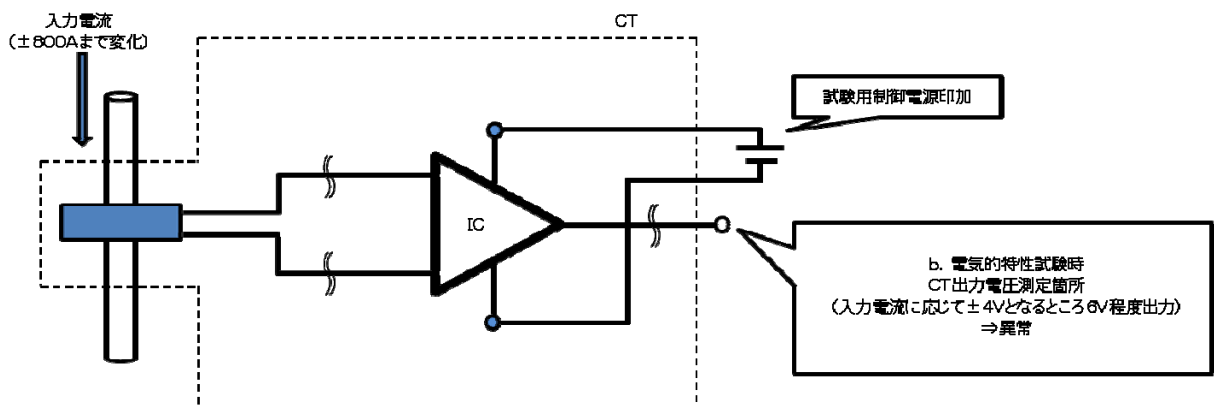 入力電流
（±800Aまで変化）
CT
試験用制御電源印加
IC
b. 電気的特性試験時
CT出力電圧測定箇所
（入力電流に応じて±4Vとなるところ6V程度出力）
⇒異常